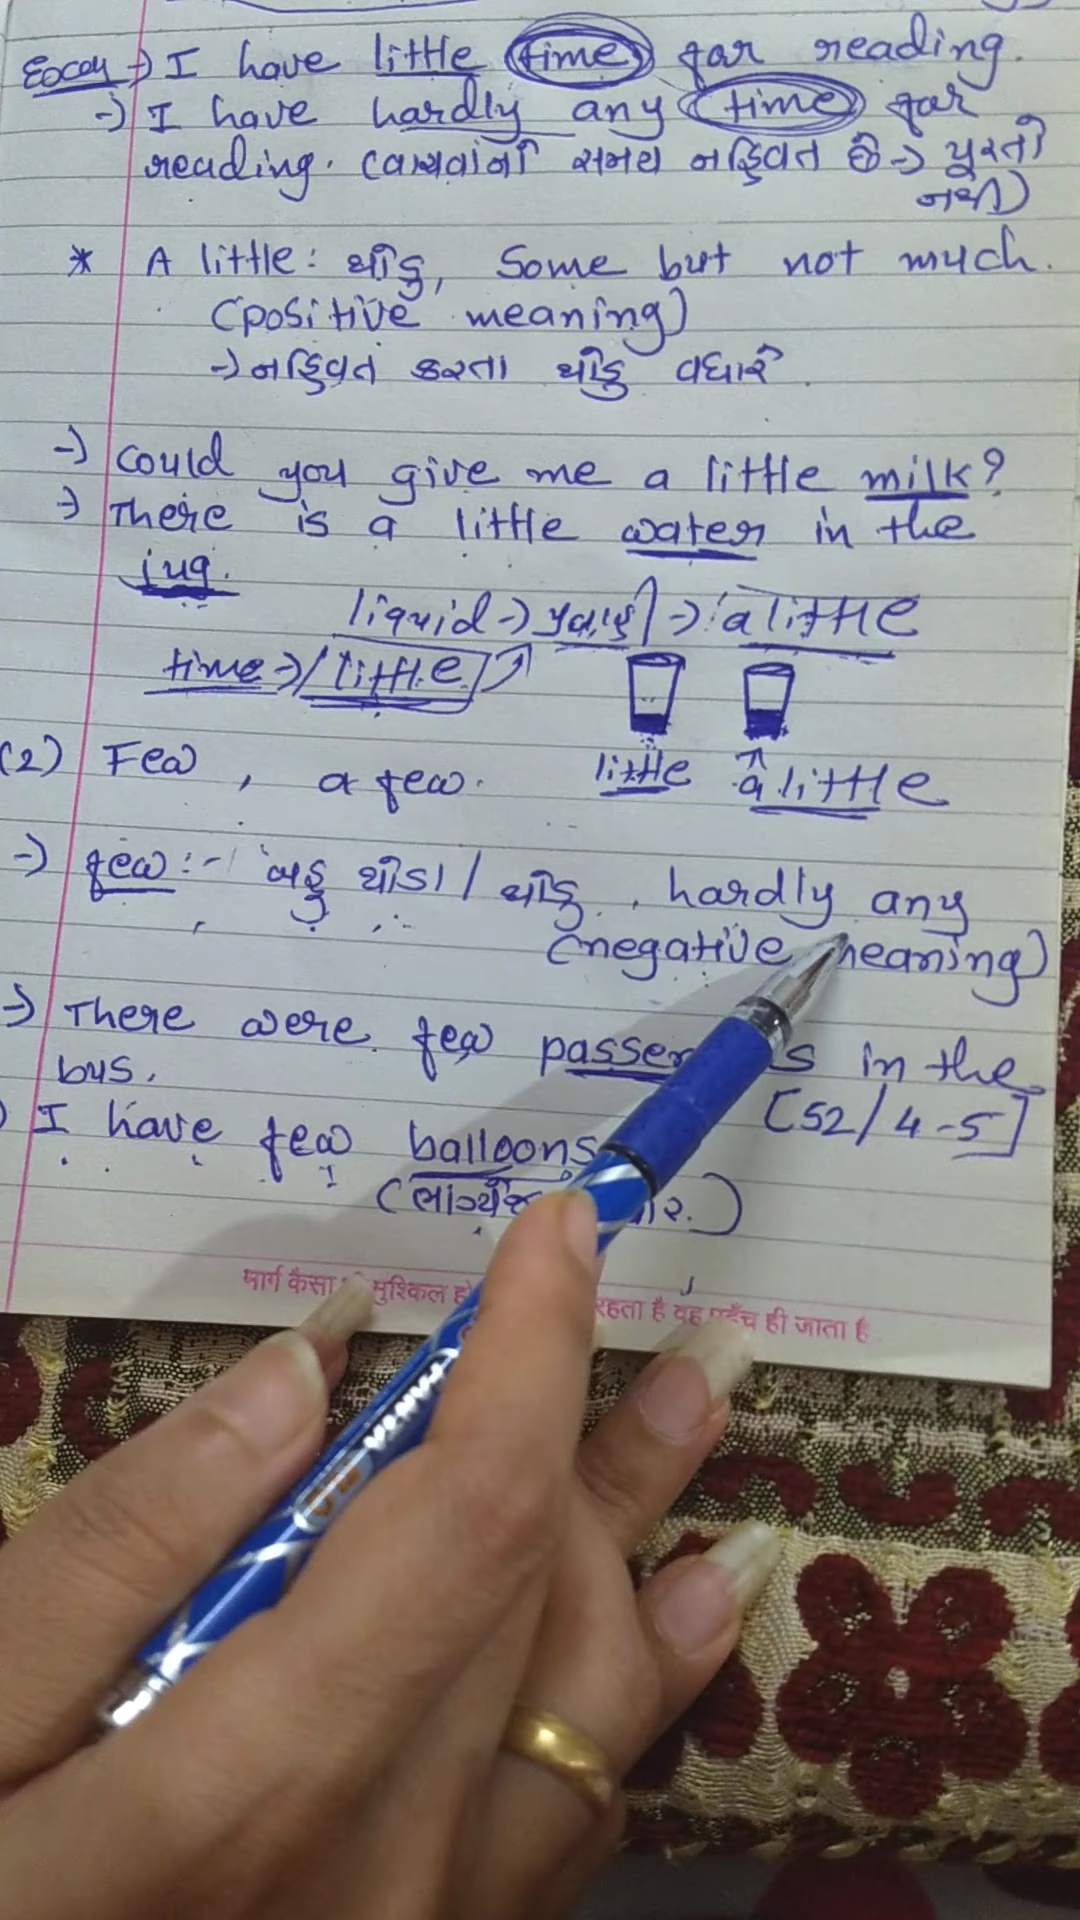 → I have little time for reading.
→ I have hardly any time for
reading. (વાંચવાનો સમય નહિવત છે → પૂરતો
નથી)
* A little: થોડુ, Some but not much.
(positive meaning)
→ નહિવત કરતા થોડુ વધારે.
→ could you give me a little milk?
→ There is a little water in the
jug.
liquid → પ્રવાહી → a little
time → little
little a little
(2) Few, a few.
→ few :- બહુ થોડા / થોડુ, hardly any
(negative meaning)
→ There were few in the
bus.
[52/4-5]
I have few balloons
मार्ग कैसा मुश्किल रहता है वह पहुँच ही जाता है